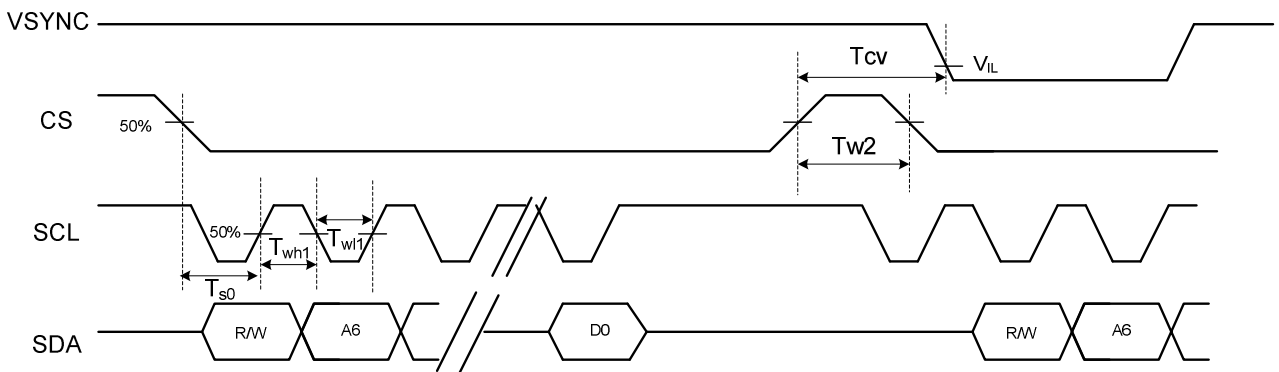 VSYNC
Tcv
VIL
CS
50%
Tw2
SCL
50%
Twh1
Twl1
Ts0
SDA
R/W
A6
D0
R/W
A6